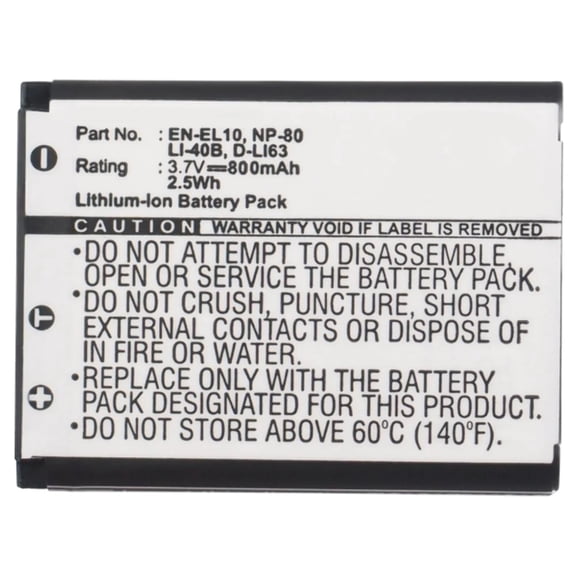 Part No. : EN-EL10, NP-80
LI-40B, D-LI63
Rating : 3.7V⎓800mAh
2.5Wh
Lithium-Ion Battery Pack
CAUTION WARRANTY VOID IF LABEL IS REMOVED
•DO NOT ATTEMPT TO DISASSEMBLE,
OPEN OR SERVICE THE BATTERY PACK.
•DO NOT CRUSH, PUNCTURE, SHORT
EXTERNAL CONTACTS OR DISPOSE OF
IN FIRE OR WATER.
•REPLACE ONLY WITH THE BATTERY
PACK DESIGNATED FOR THIS PRODUCT.
•DO NOT STORE ABOVE 60°C (140°F).
− T +